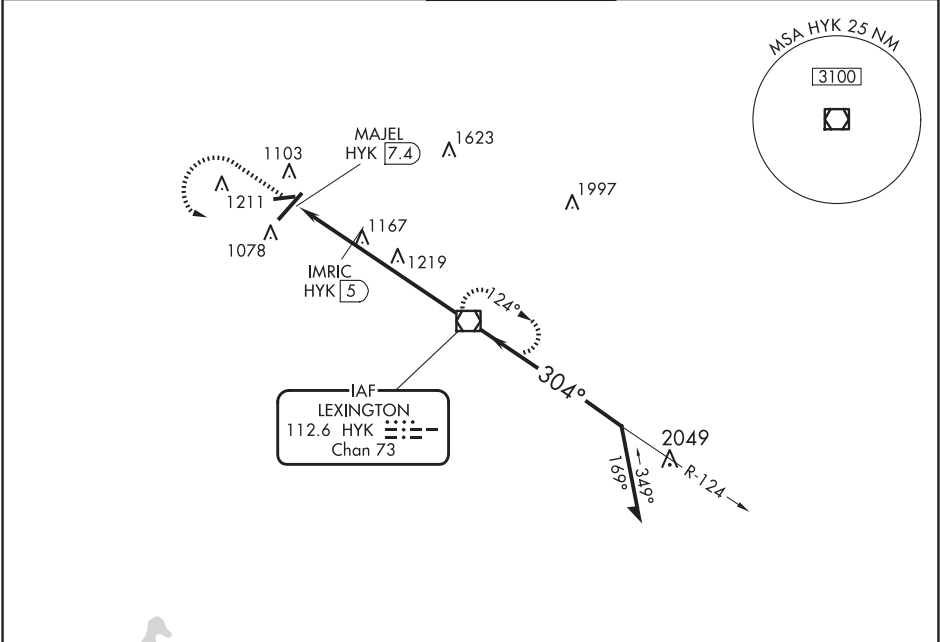 MSA HYK 25 NM
3100
MAJEL
HYK 7.4
1623
1103
1997
1211
1167
1078
1219
IMRIC
HYK 5
124°
304°
IAF
LEXINGTON
112.6 HYK
Chan 73
2049
R-124
349°
169°